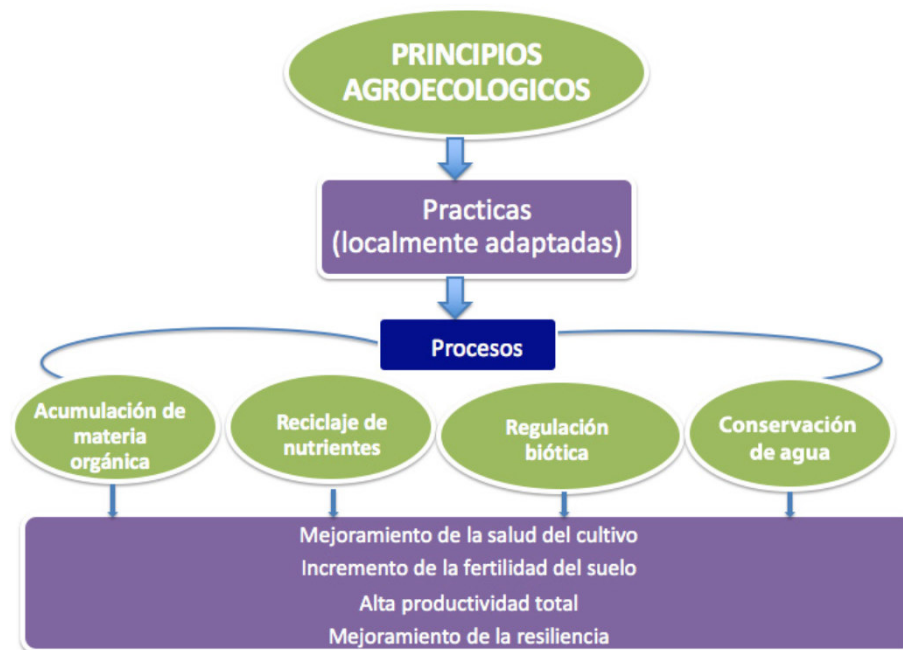 PRINCIPIOS
AGROECOLOGICOS
Practicas
(localmente adaptadas)
Procesos
Acumulación de
materia
orgánica
Reciclaje de
nutrientes
Regulación
biótica
Conservación
de agua
Mejoramiento de la salud del cultivo
Incremento de la fertilidad del suelo
Alta productividad total
Mejoramiento de la resiliencia